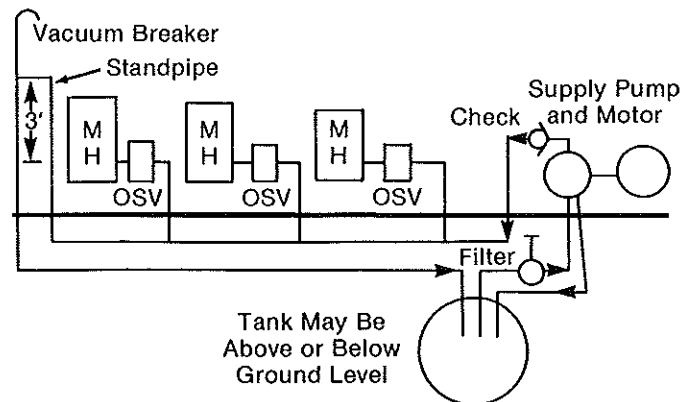 Vacuum Breaker
Standpipe
3'
M
H
OSV
M
H
OSV
M
H
OSV
Check
Supply Pump
and Motor
Filter
Tank May Be
Above or Below
Ground Level